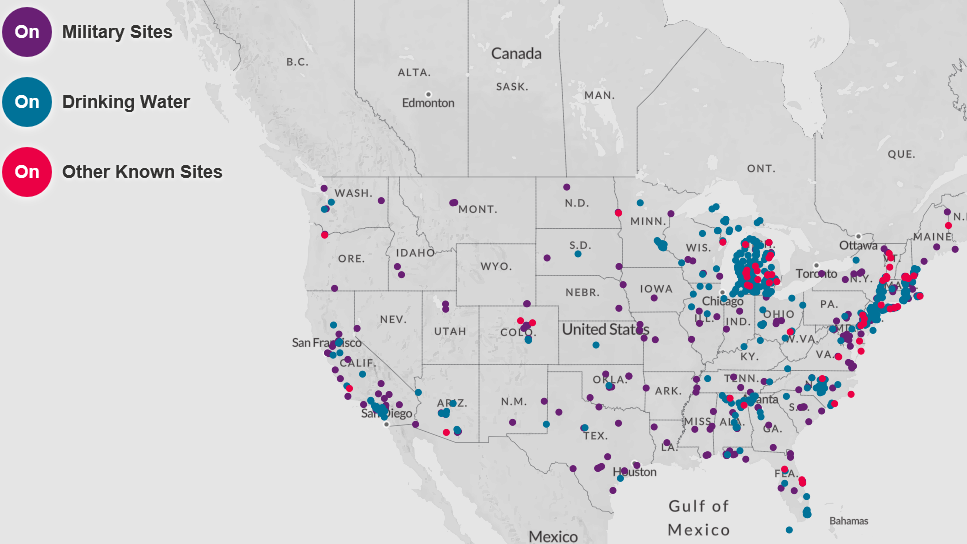 On Military Sites
On Drinking Water
On Other Known Sites
Canada
B.C.
ALTA.
SASK.
MAN.
Edmonton
ONT.
QUE.
WASH.
MONT.
N.D.
MINN.
MAINE
Ottawa
ORE.
IDAHO
S.D.
WIS.
Toronto
N.Y.
WYO.
NEBR.
IOWA
Chicago
PA.
NEV.
UTAH
COLO.
United States
ILL.
IND.
OHIO
San Francisco
CALIF.
KY.
W.VA.
VA.
MD.
San Diego
ARIZ.
N.M.
OKLA.
ARK.
TENN.
Atlanta
TEX.
MISS.
ALA.
GA.
LA.
Houston
FLA.
Gulf of
Mexico
Bahamas
Mexico